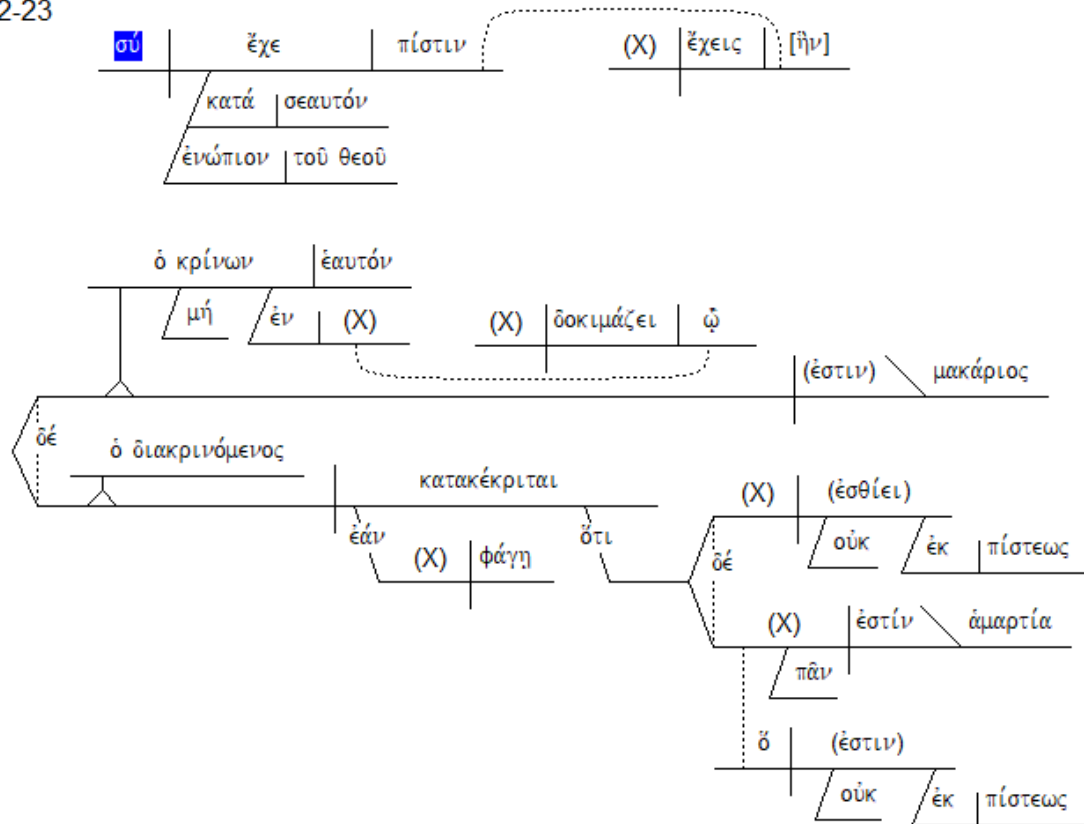 2-23
σύ ἔχε πίστιν (X) ἔχεις [ἣν]
κατά σεαυτόν
ἐνώπιον τοῦ θεοῦ
ὁ κρίνων ἑαυτόν
μή ἐν (X) (X) δοκιμάζει ᾧ
(ἐστιν) μακάριος
δέ
ὁ διακρινόμενος
κατακέκριται (X) (ἐσθίει)
ἐάν (X) φάγῃ ὅτι δέ οὐκ ἐκ πίστεως
(X) ἐστίν ἁμαρτία
πᾶν
ὅ (ἐστιν)
οὐκ ἐκ πίστεως